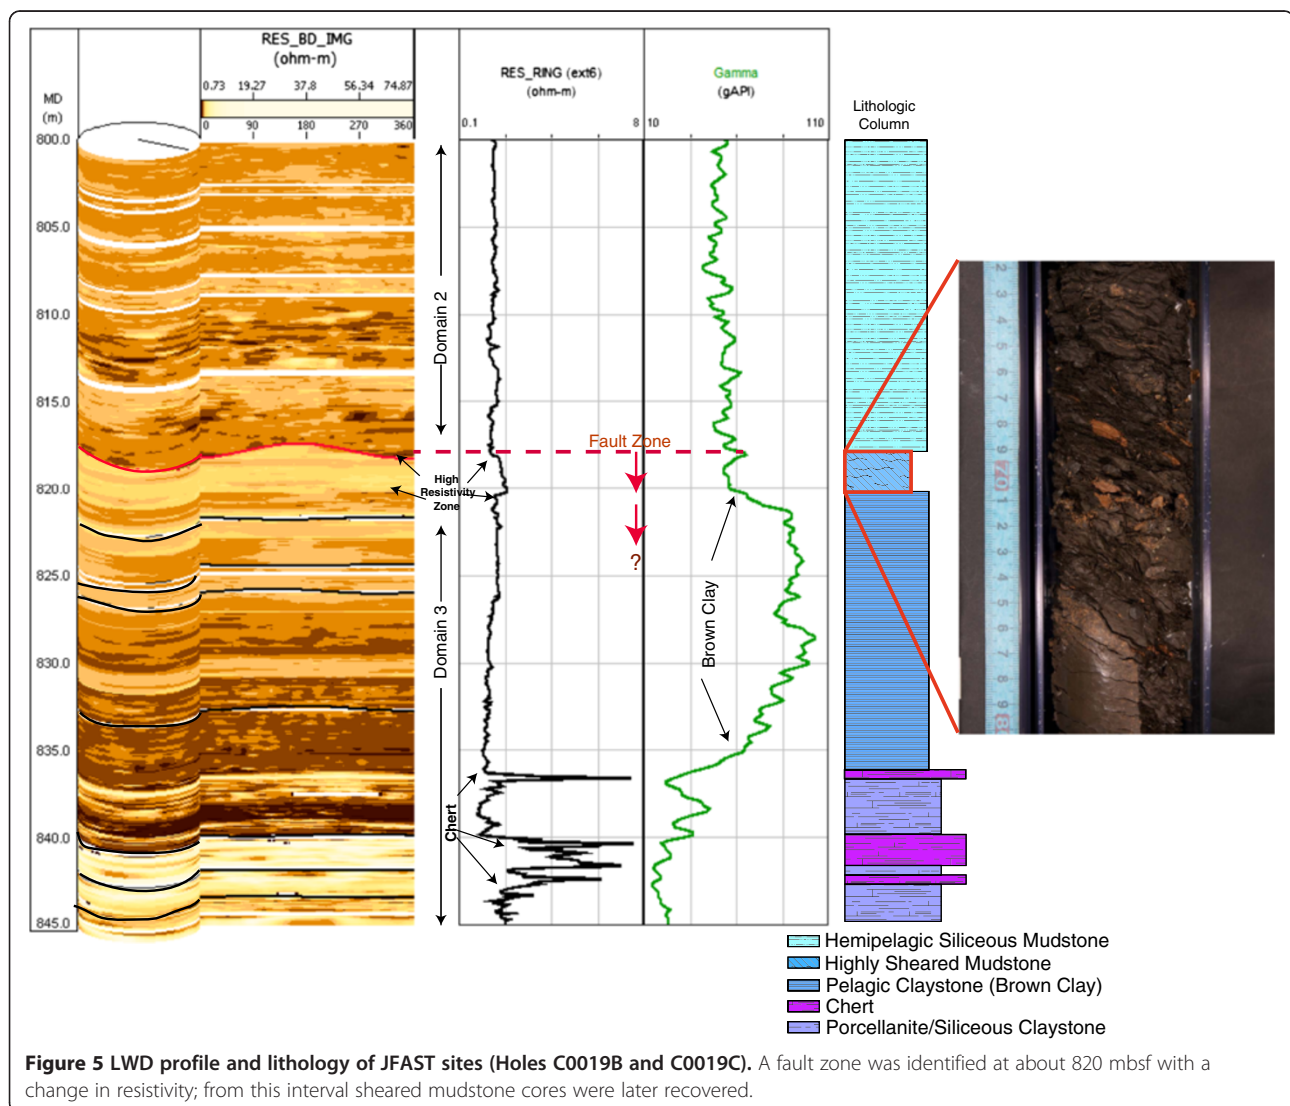 RES_BD_IMG
(ohm-m)
0.73 19.27 37.8 56.34 74.87
0 90 180 270 360
MD
(m)
RES_RING (ext6)
(ohm-m)
0.1 8
Gamma
(gAPI)
10 110
Lithologic
Column
800.0
805.0
810.0
815.0
820.0
825.0
830.0
835.0
840.0
845.0
Domain 2
Fault Zone
High
Resistivity
Zone
?
Domain 3
Brown Clay
Chert
Hemipelagic Siliceous Mudstone
Highly Sheared Mudstone
Pelagic Claystone (Brown Clay)
Chert
Porcellanite/Siliceous Claystone
Figure 5 LWD profile and lithology of JFAST sites (Holes C0019B and C0019C). A fault zone was identified at about 820 mbsf with a
change in resistivity; from this interval sheared mudstone cores were later recovered.